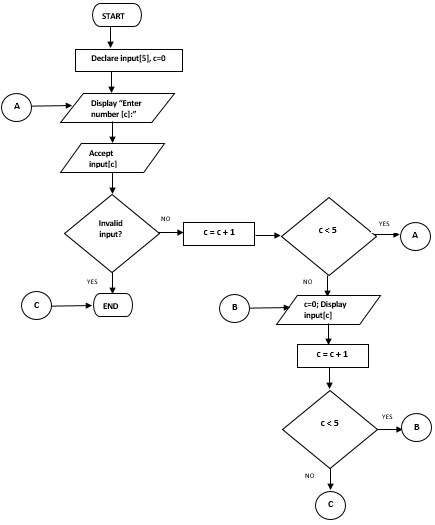 START
Declare input[5], c=0
A
Display “Enter
number [c]:”
Accept
input[c]
Invalid
input?
NO
c = c + 1
c < 5
YES
A
YES
NO
C
END
B
c=0; Display
input[c]
c = c + 1
c < 5
YES
B
NO
C